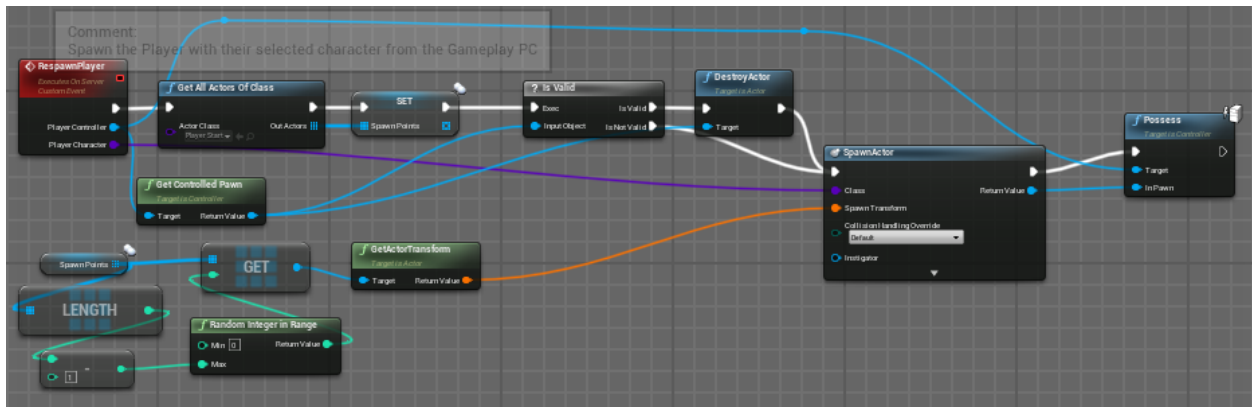 Comment:
Spawn the Player with their selected character from the Gameplay PC
RespawnPlayer
Executes On Server
Custom Event
Player Controller
Player Character
Get All Actors Of Class
Actor Class
Player Start
Out Actors
SET
Spawn Points
? Is Valid
Exec
Is Valid
Input Object
Is Not Valid
DestroyActor
Target is Actor
Target
Get Controlled Pawn
Target is Controller
Target
Return Value
SpawnActor
Class
Return Value
Spawn Transform
Collision Handling Override
Default
Instigator
Possess
Target is Controller
Target
In Pawn
Spawn Points
GET
GetActorTransform
Target is Actor
Target
Return Value
LENGTH
Random Integer in Range
Min 0
Return Value
Max
-
1